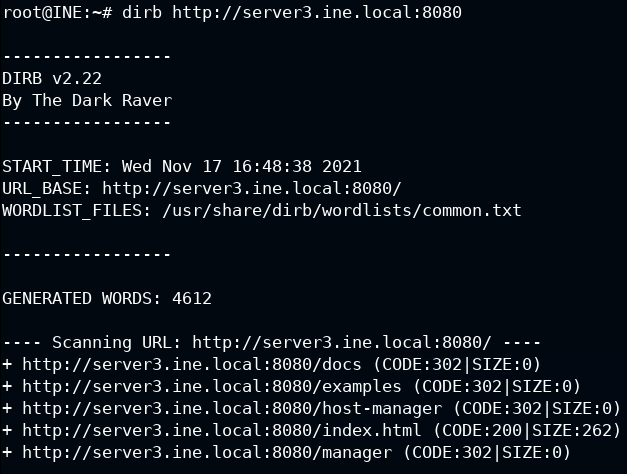 root@INE:~# dirb http://server3.ine.local:8080
-----------------
DIRB v2.22
By The Dark Raver
-----------------
START_TIME: Wed Nov 17 16:48:38 2021
URL_BASE: http://server3.ine.local:8080/
WORDLIST_FILES: /usr/share/dirb/wordlists/common.txt
-----------------
GENERATED WORDS: 4612
---- Scanning URL: http://server3.ine.local:8080/ ----
+ http://server3.ine.local:8080/docs (CODE:302|SIZE:0)
+ http://server3.ine.local:8080/examples (CODE:302|SIZE:0)
+ http://server3.ine.local:8080/host-manager (CODE:302|SIZE:0)
+ http://server3.ine.local:8080/index.html (CODE:200|SIZE:262)
+ http://server3.ine.local:8080/manager (CODE:302|SIZE:0)